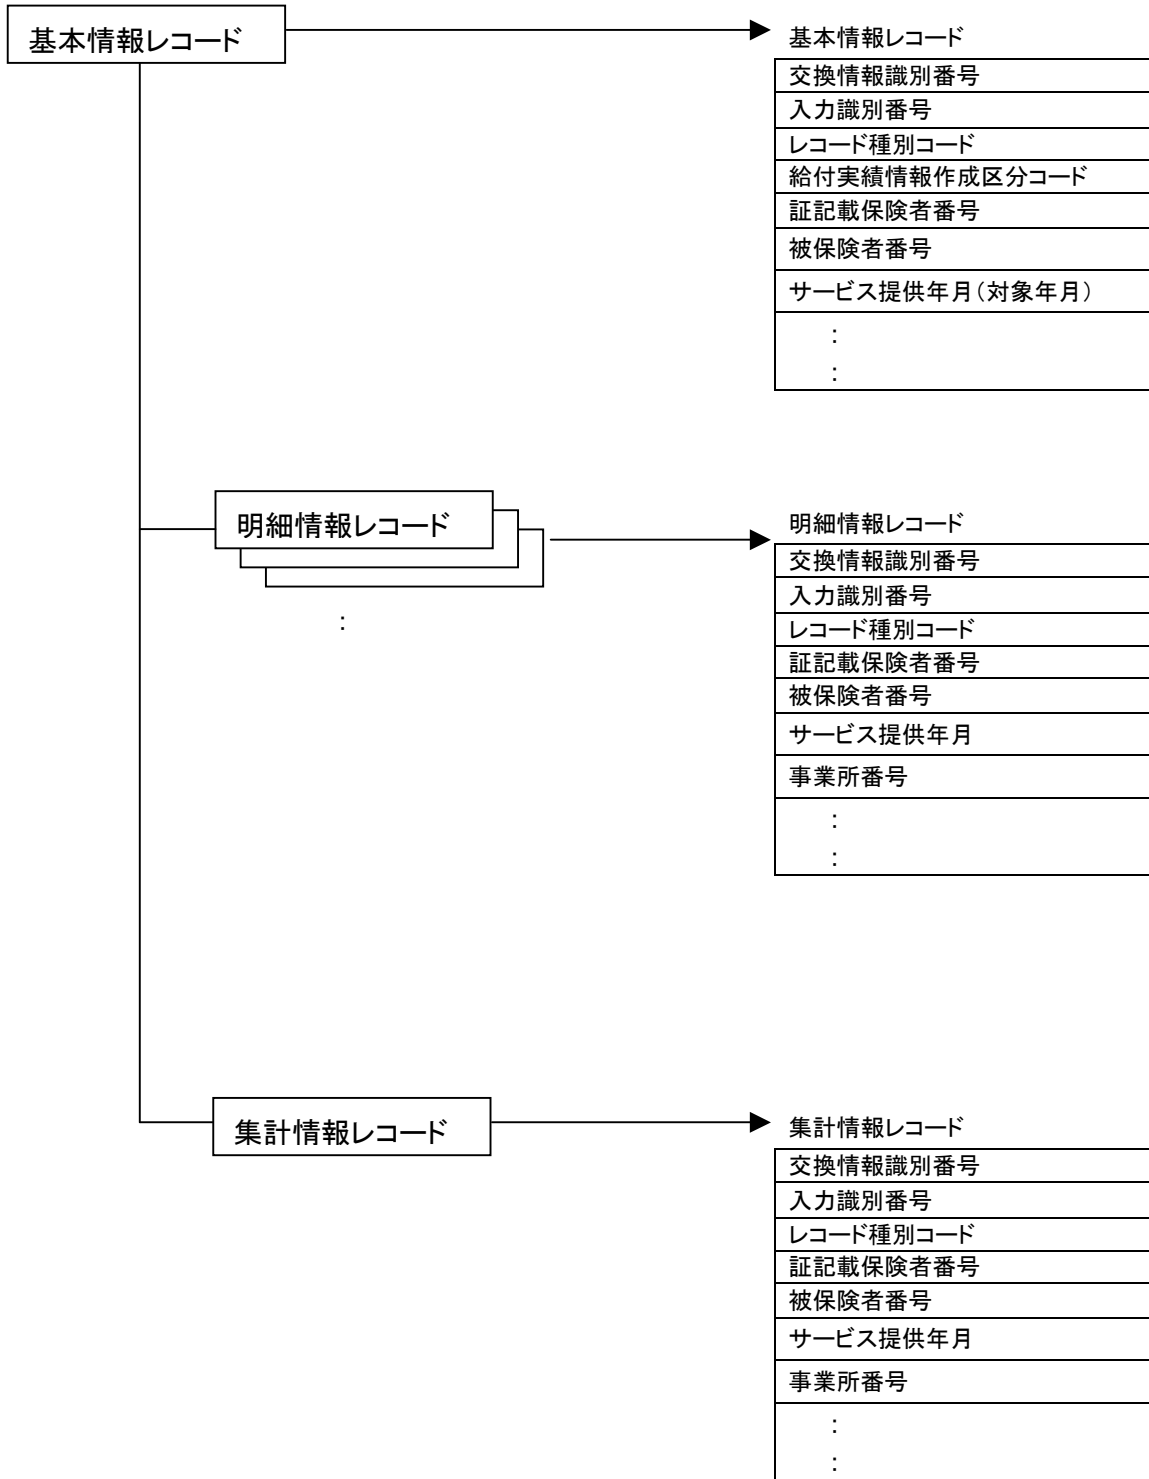 基本情報レコード
基本情報レコード
交換情報識別番号
入力識別番号
レコード種別コード
給付実績情報作成区分コード
証記載保険者番号
被保険者番号
サービス提供年月（対象年月）
：
：
明細情報レコード
：
明細情報レコード
交換情報識別番号
入力識別番号
レコード種別コード
証記載保険者番号
被保険者番号
サービス提供年月
事業所番号
：
：
集計情報レコード
集計情報レコード
交換情報識別番号
入力識別番号
レコード種別コード
証記載保険者番号
被保険者番号
サービス提供年月
事業所番号
：
：